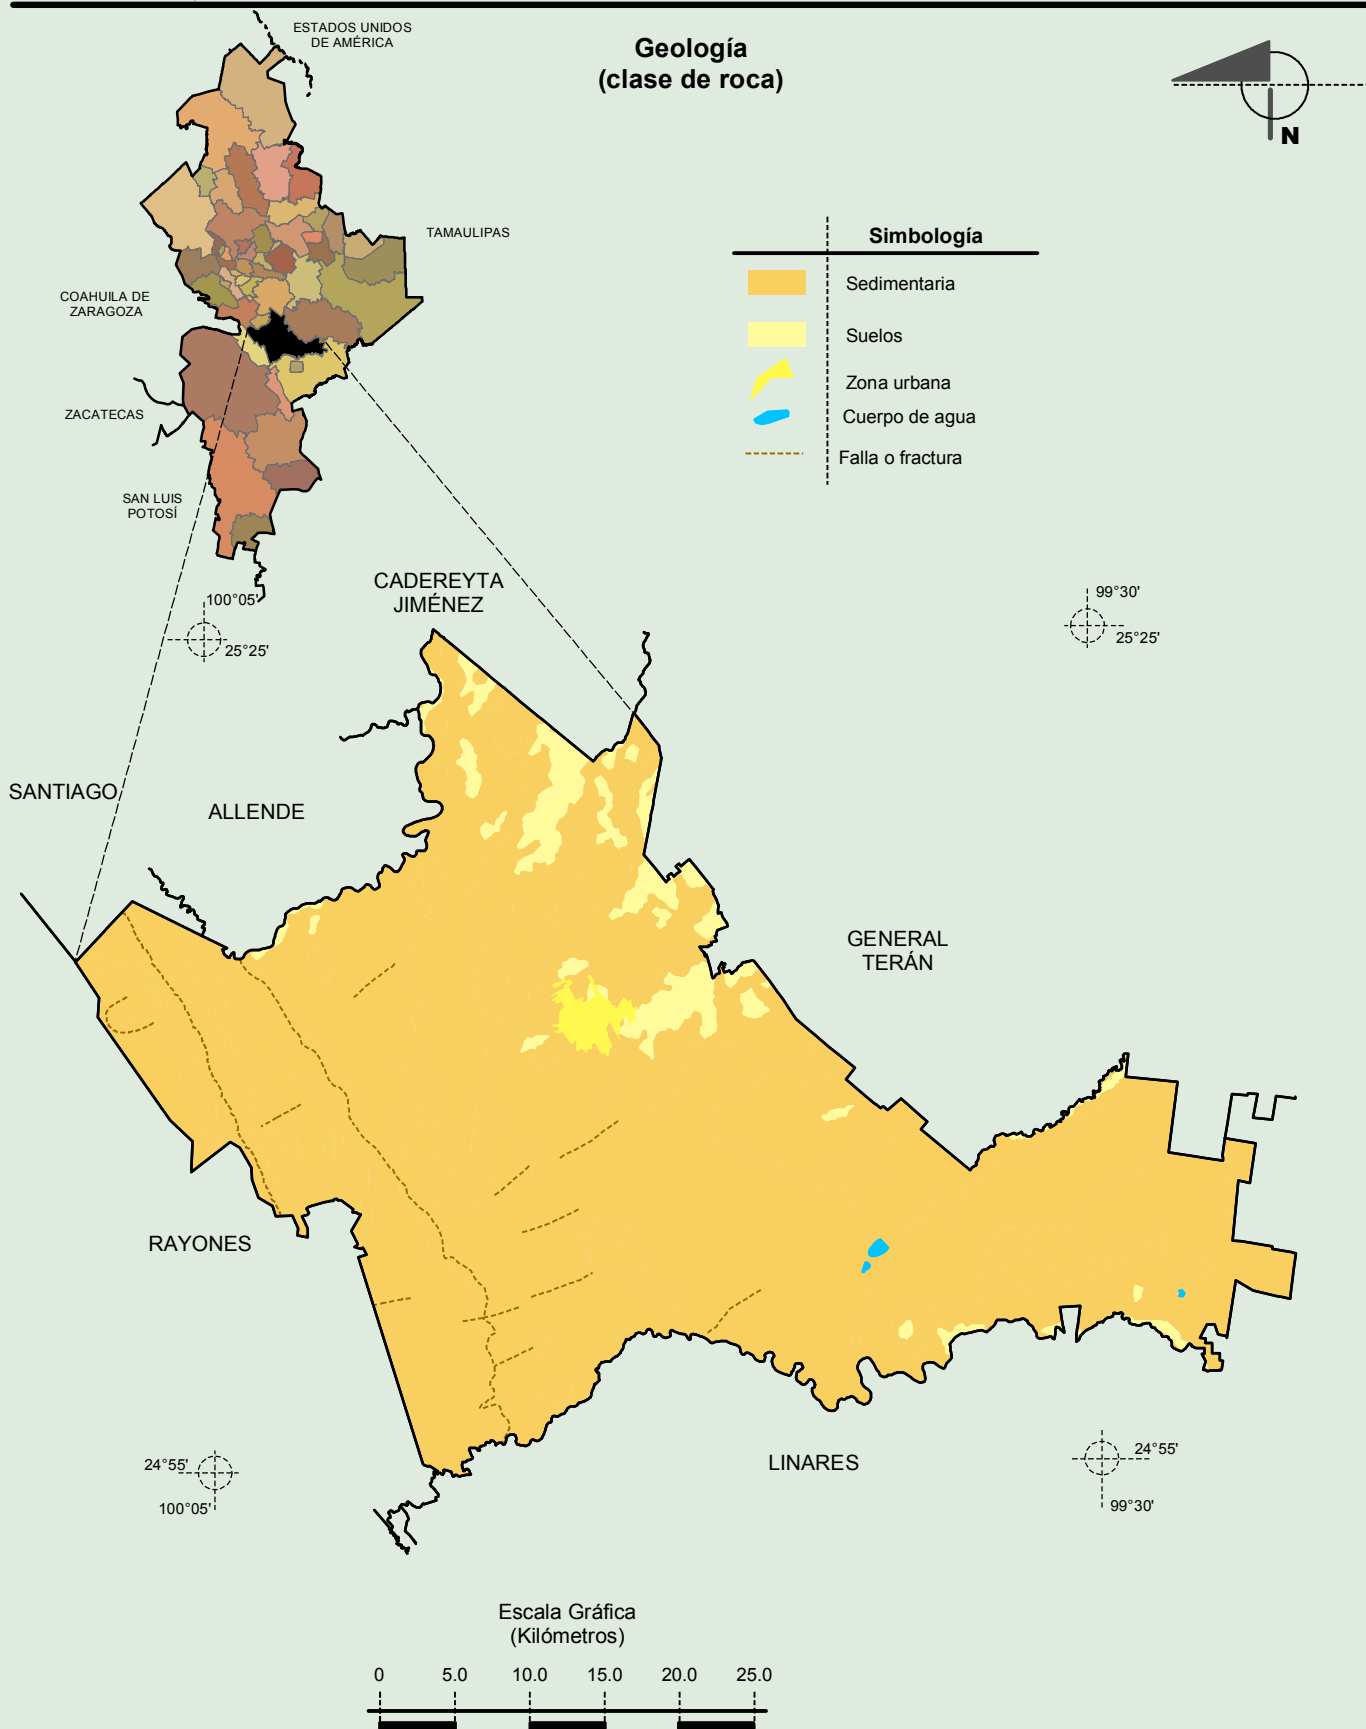 Geología
(clase de roca)
ESTADOS UNIDOS
DE AMÉRICA
N
TAMAULIPAS
COAHUILA DE
ZARAGOZA
ZACATECAS
SAN LUIS
POTOSÍ
Simbología
Sedimentaria
Suelos
Zona urbana
Cuerpo de agua
Falla o fractura
CADEREYTA
JIMÉNEZ
100°05'
25°25'
99°30'
25°25'
SANTIAGO
ALLENDE
GENERAL
TERÁN
RAYONES
LINARES
24°55'
100°05'
24°55'
99°30'
Escala Gráfica
(Kilómetros)
0 5.0 10.0 15.0 20.0 25.0